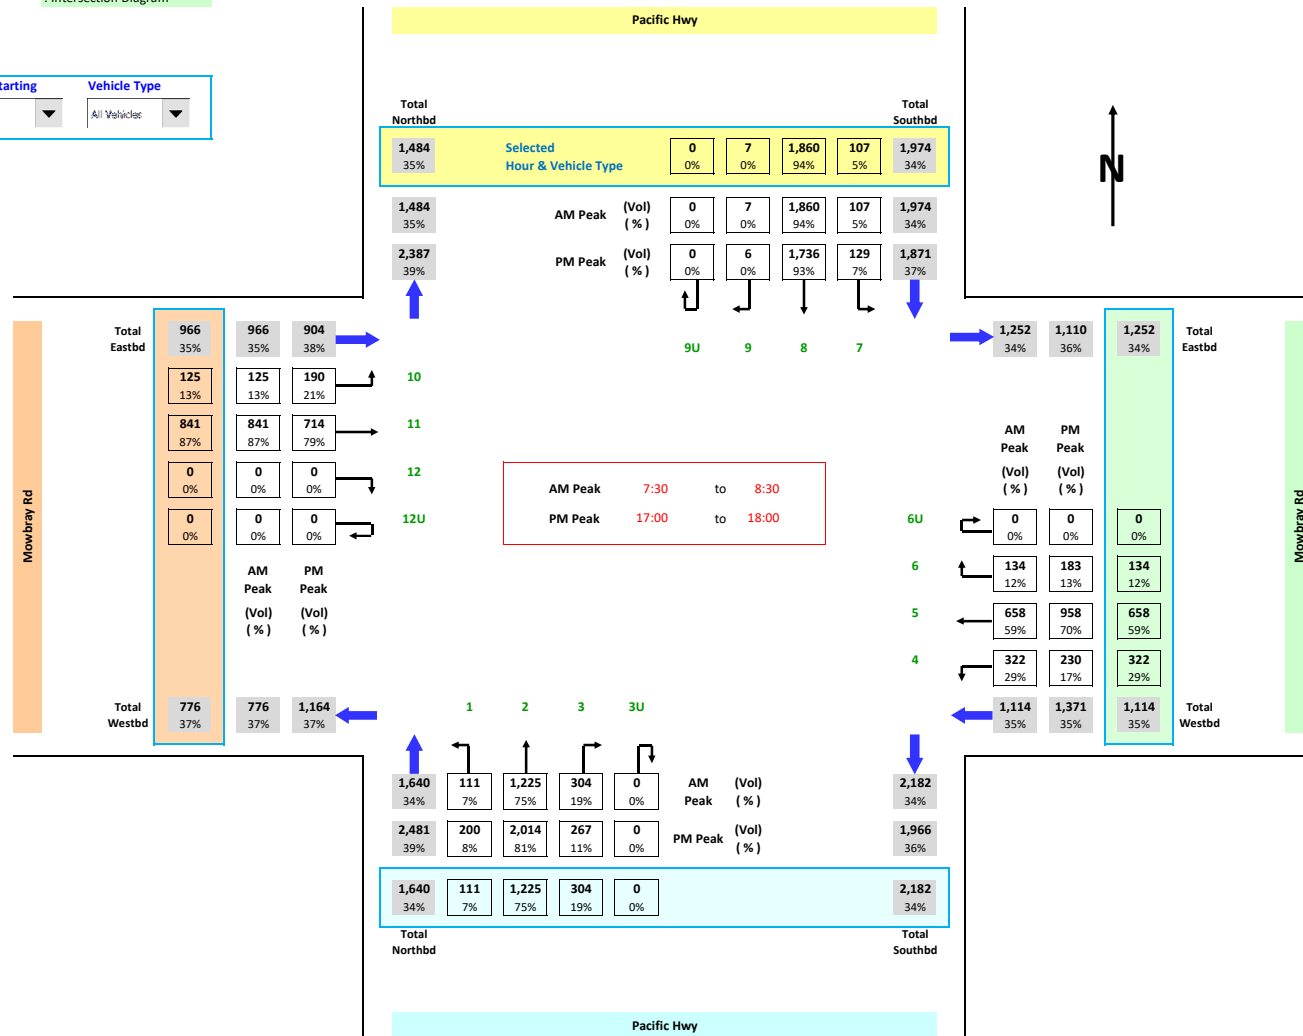 : Intersection Diagram
Pacific Hwy
tarting Vehicle Type
All Vehicles
Total Northbd
Total Southbd
1,484 Selected 0 7 1,860 107 1,974
35% Hour & Vehicle Type 0% 0% 94% 5% 34%
1,484 AM Peak (Vol) 0 7 1,860 107 1,974
35% ( % ) 0% 0% 94% 5% 34%
2,387 PM Peak (Vol) 0 6 1,736 129 1,871
39% ( % ) 0% 0% 93% 7% 37%
9U 9 8 7
N
Mowbray Rd
Total Eastbd
966 966 904
35% 35% 38%
125 125 190 10
13% 13% 21%
841 841 714 11
87% 87% 79%
0 0 0 12
0% 0% 0%
0 0 0 12U
0% 0% 0%
AM PM
Peak Peak
(Vol) (Vol)
( % ) ( % )
Total Westbd
776 776 1,164
37% 37% 37%
AM Peak 7:30 to 8:30
PM Peak 17:00 to 18:00
1,252 1,110 1,252 Total
34% 36% 34% Eastbd
AM PM
Peak Peak
(Vol) (Vol)
( % ) ( % )
6U 0 0 0
0% 0% 0%
6 134 183 134
12% 13% 12%
5 658 958 658
59% 70% 59%
4 322 230 322
29% 17% 29%
1,114 1,371 1,114 Total
35% 35% 35% Westbd
Mowbray Rd
1 2 3 3U
1,640 111 1,225 304 0 AM (Vol) 2,182
34% 7% 75% 19% 0% Peak ( % ) 34%
2,481 200 2,014 267 0 PM Peak (Vol) 1,966
39% 8% 81% 11% 0% ( % ) 36%
1,640 111 1,225 304 0 2,182
34% 7% 75% 19% 0% 34%
Total Total
Northbd Southbd
Pacific Hwy